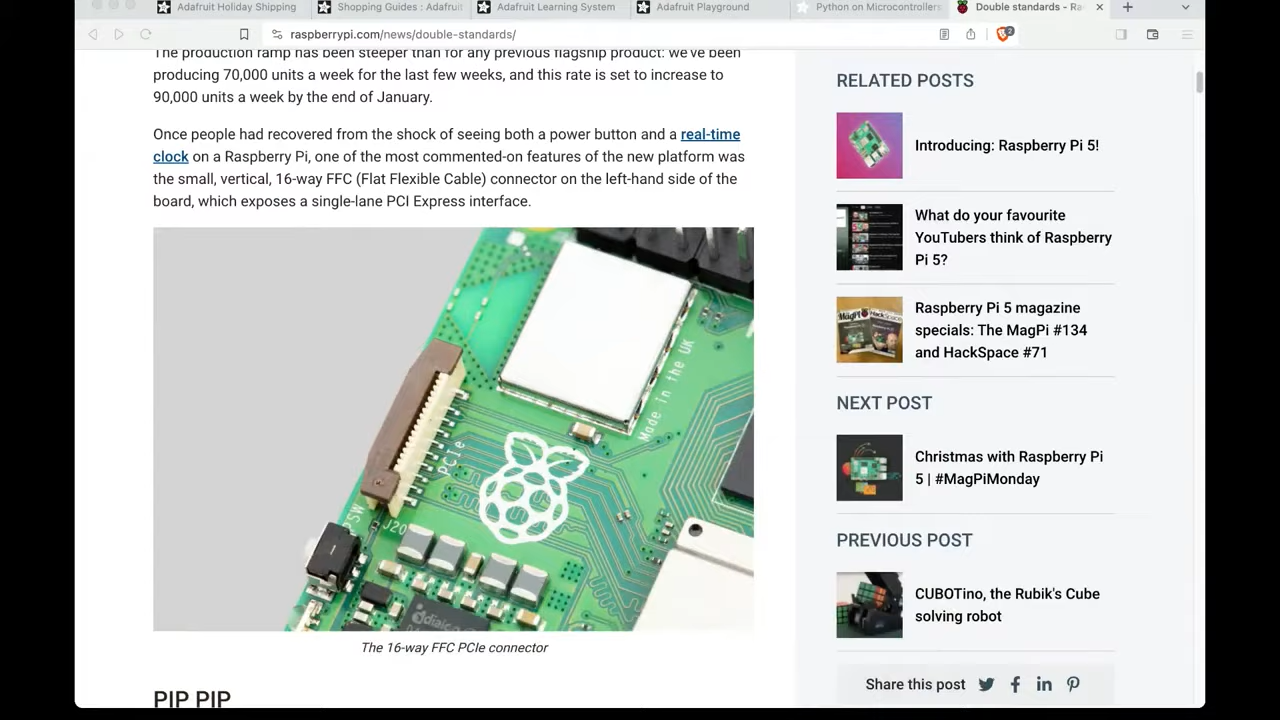 Adafruit Holiday Shipping
Shopping Guides : Adafruit
Adafruit Learning System
Adafruit Playground
Python on Microcontrollers
Double standards - Ra
raspberrypi.com/news/double-standards/
2
The production ramp has been steeper than for any previous flagship product: we've been
producing 70,000 units a week for the last few weeks, and this rate is set to increase to
90,000 units a week by the end of January.
Once people had recovered from the shock of seeing both a power button and a real-time
clock on a Raspberry Pi, one of the most commented-on features of the new platform was
the small, vertical, 16-way FFC (Flat Flexible Cable) connector on the left-hand side of the
board, which exposes a single-lane PCI Express interface.
Made in the UK
PCIe
PSW
J20
dialog
The 16-way FFC PCIe connector
PIP PIP
RELATED POSTS
Introducing: Raspberry Pi 5!
What do your favourite
YouTubers think of Raspberry
Pi 5?
MagPi
HackSpace
Raspberry Pi 5 magazine
specials: The MagPi #134
and HackSpace #71
NEXT POST
Christmas with Raspberry Pi
5 | #MagPiMonday
PREVIOUS POST
CUBOTino, the Rubik's Cube
solving robot
Share this post